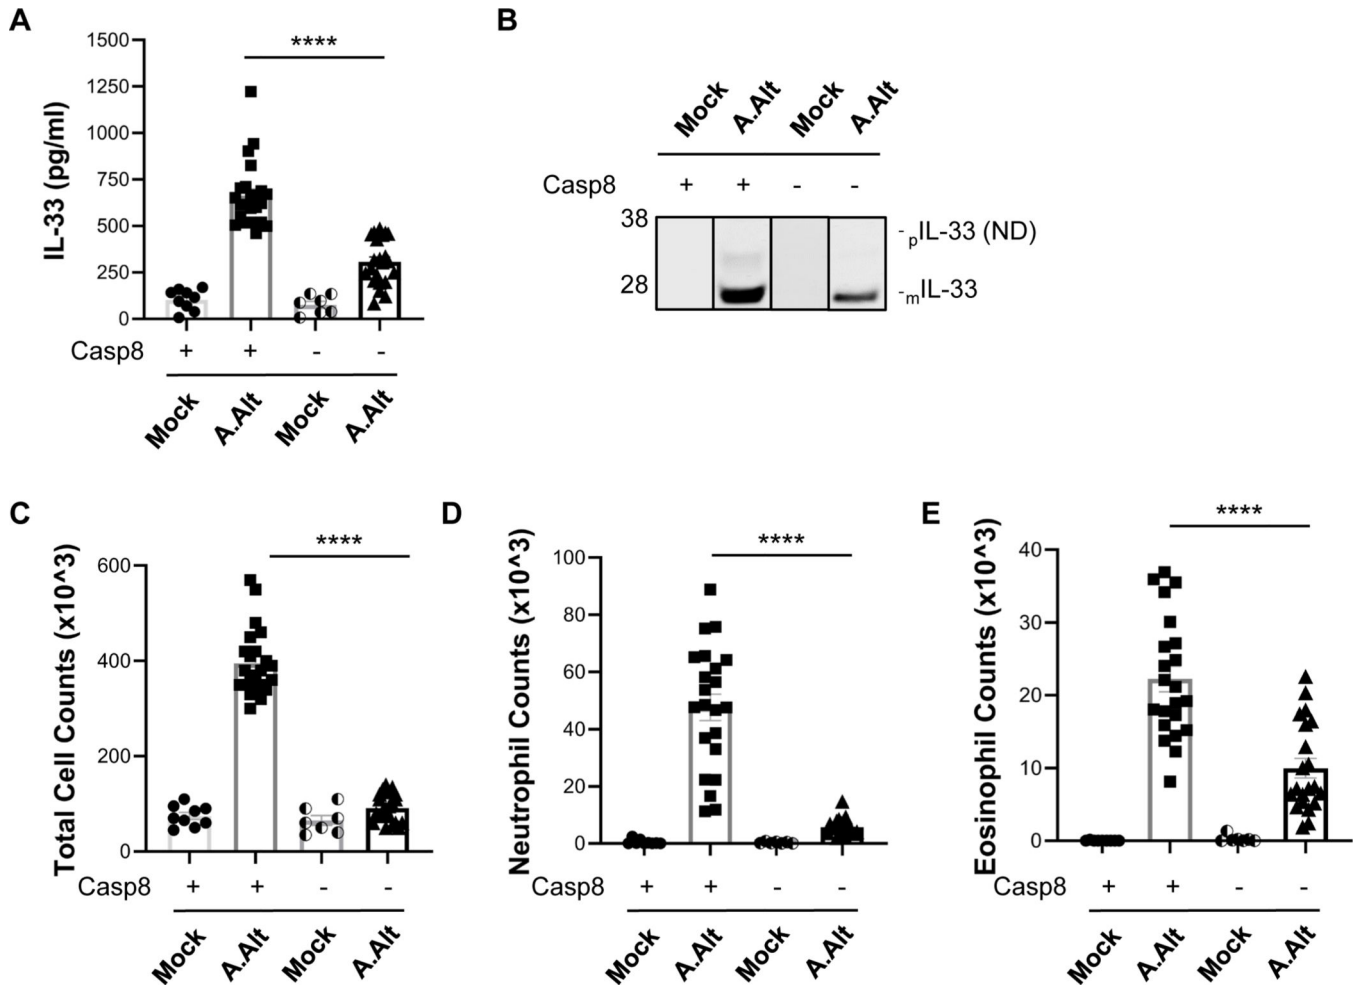 A
IL-33 (pg/ml)
1500
1250
1000
750
500
250
0
****
Casp8 + + - -
Mock A.Alt Mock A.Alt
B
Mock A.Alt Mock A.Alt
Casp8 + + - -
38
28
- pIL-33 (ND)
-mIL-33
C
Total Cell Counts (x10^3)
600
400
200
0
****
Casp8 + + - -
Mock A.Alt Mock A.Alt
D
Neutrophil Counts (x10^3)
100
80
60
40
20
0
****
Casp8 + + - -
Mock A.Alt Mock A.Alt
E
Eosinophil Counts (x10^3)
40
30
20
10
0
****
Casp8 + + - -
Mock A.Alt Mock A.Alt